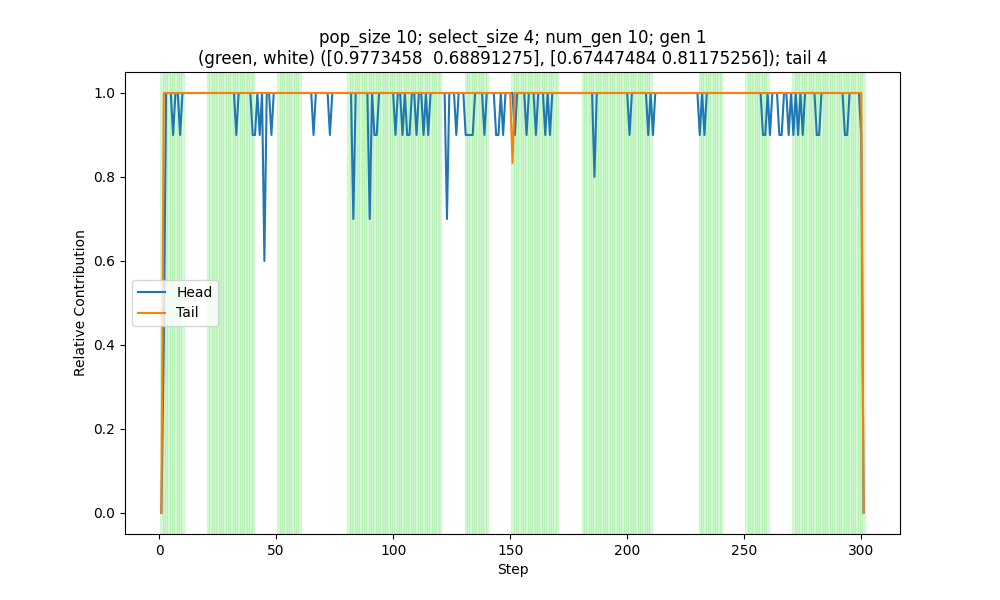 pop_size 10; select_size 4; num_gen 10; gen 1
(green, white) ([0.9773458  0.68891275], [0.67447484 0.81175256]); tail 4
1.0
0.8
0.6
0.4
0.2
0.0
Relative Contribution
Head
Tail
0 50 100 150 200 250 300
Step